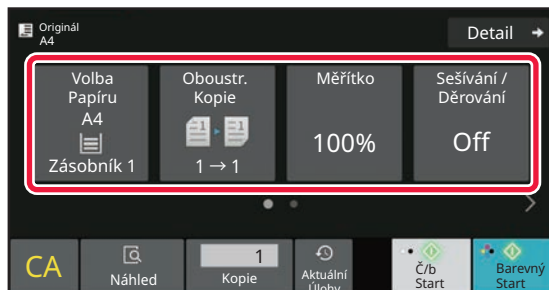 Originál
A4
Detail
Volba
Papíru
A4
Zásobník 1
Oboustr.
Kopie
1 → 1
Měřítko
100%
Sešívání /
Děrování
Off
CA
Náhled
1
Kopie
Aktuální
Úlohy
Č/b
Start
Barevný
Start